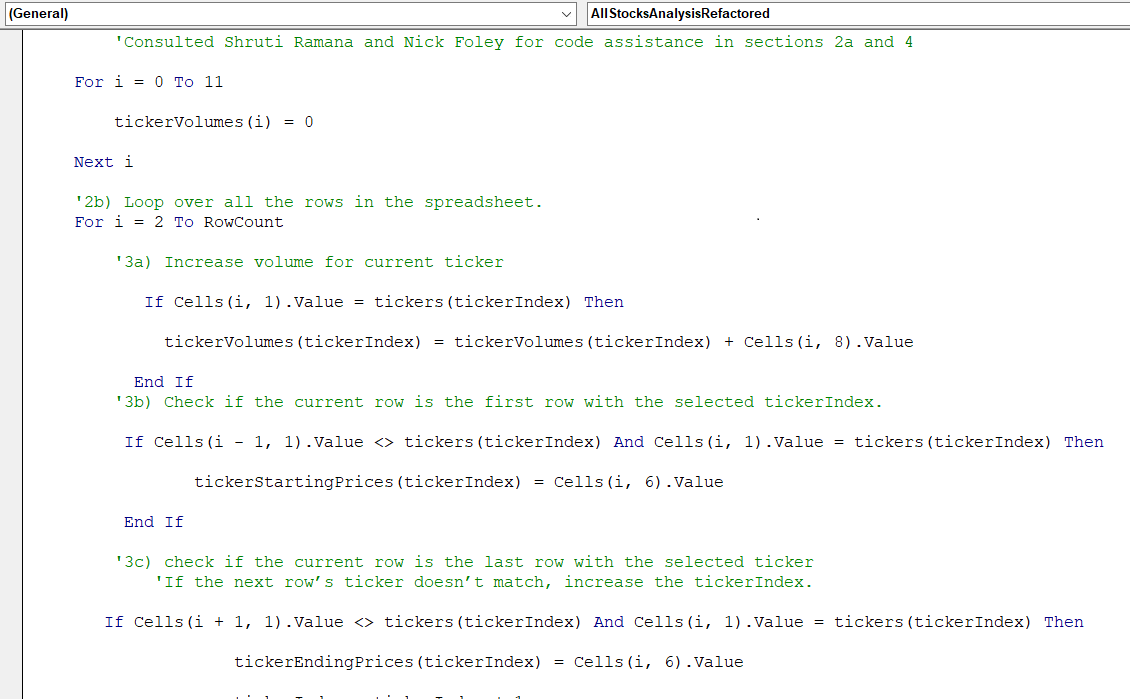 (General)
AllStocksAnalysisRefactored
'Consulted Shruti Ramana and Nick Foley for code assistance in sections 2a and 4
For i = 0 To 11
tickerVolumes(i) = 0
Next i
'2b) Loop over all the rows in the spreadsheet.
For i = 2 To RowCount
'3a) Increase volume for current ticker
If Cells(i, 1).Value = tickers(tickerIndex) Then
tickerVolumes(tickerIndex) = tickerVolumes(tickerIndex) + Cells(i, 8).Value
End If
'3b) Check if the current row is the first row with the selected tickerIndex.
If Cells(i - 1, 1).Value <> tickers(tickerIndex) And Cells(i, 1).Value = tickers(tickerIndex) Then
tickerStartingPrices(tickerIndex) = Cells(i, 6).Value
End If
'3c) check if the current row is the last row with the selected ticker
'If the next row’s ticker doesn’t match, increase the tickerIndex.
If Cells(i + 1, 1).Value <> tickers(tickerIndex) And Cells(i, 1).Value = tickers(tickerIndex) Then
tickerEndingPrices(tickerIndex) = Cells(i, 6).Value